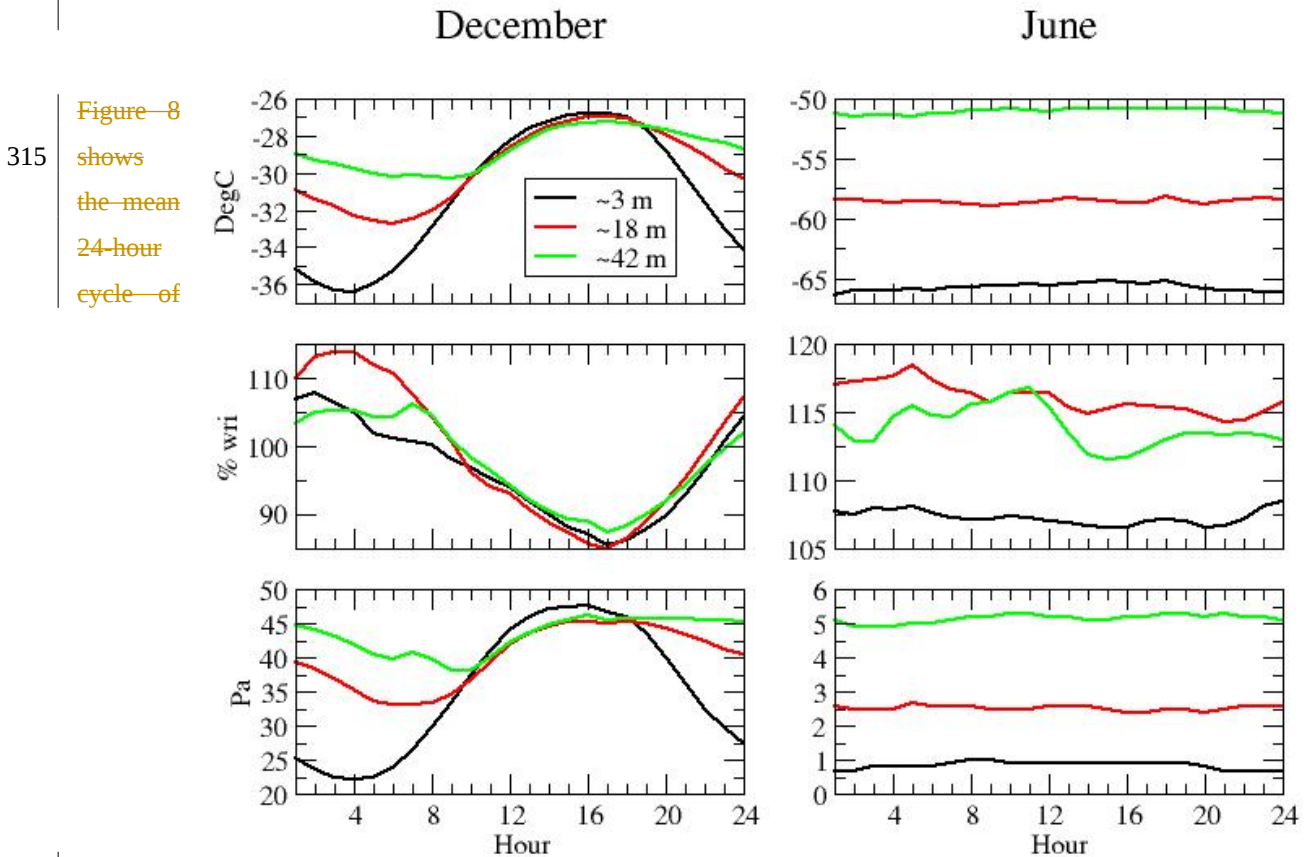 December June
Figure 8
315 shows
the mean
24-hour
cycle of
DegC
-26
-28
-30
-32
-34
-36
~3 m
~18 m
~42 m
-50
-55
-60
-65
% wri
110
100
90
120
115
110
105
Pa
50
45
40
35
30
25
20
4 8 12 16 20 24
Hour
6
5
4
3
2
1
0
4 8 12 16 20 24
Hour